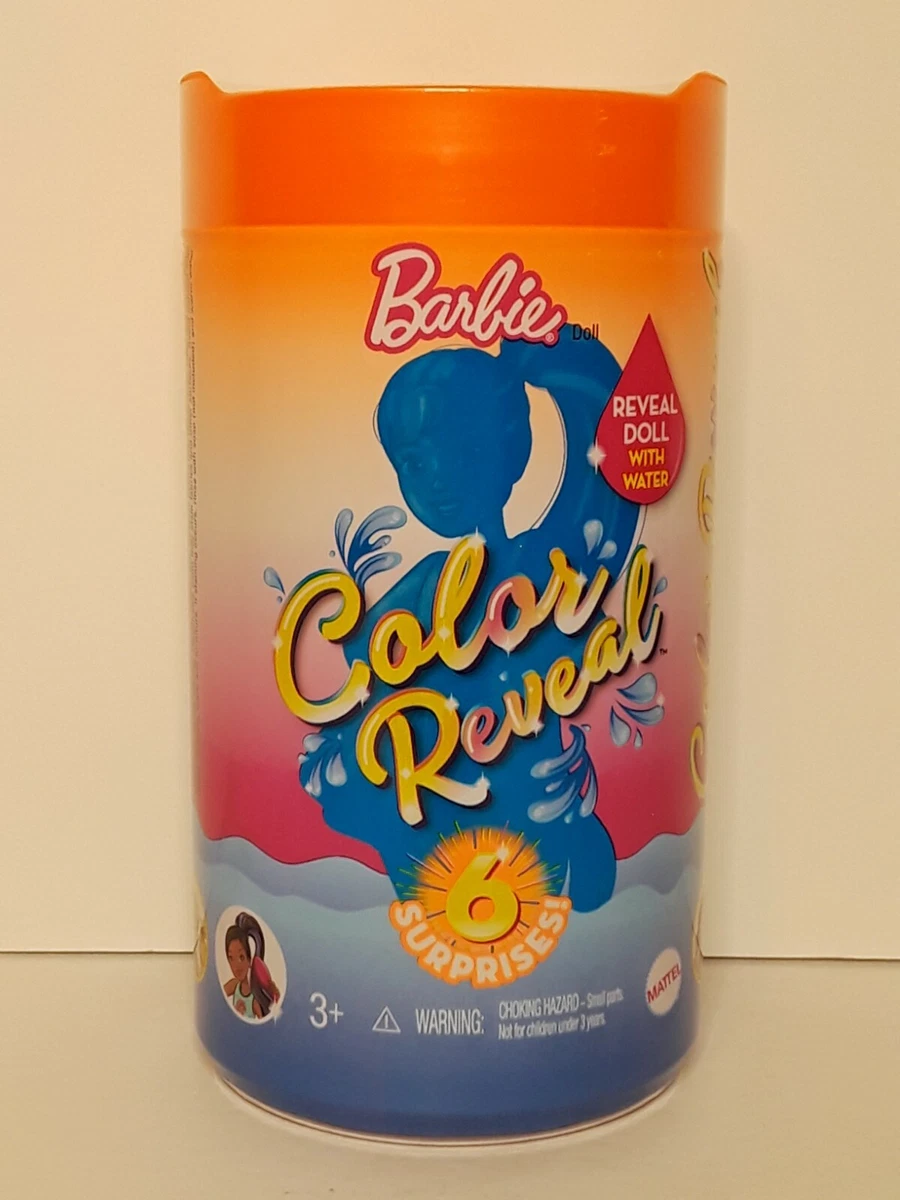 Barbie® Doll
REVEAL
DOLL
WITH
WATER
Color
Reveal™
6
SURPRISES!
3+
WARNING:
CHOKING HAZARD – Small parts.
Not for children under 3 years.
MATTEL